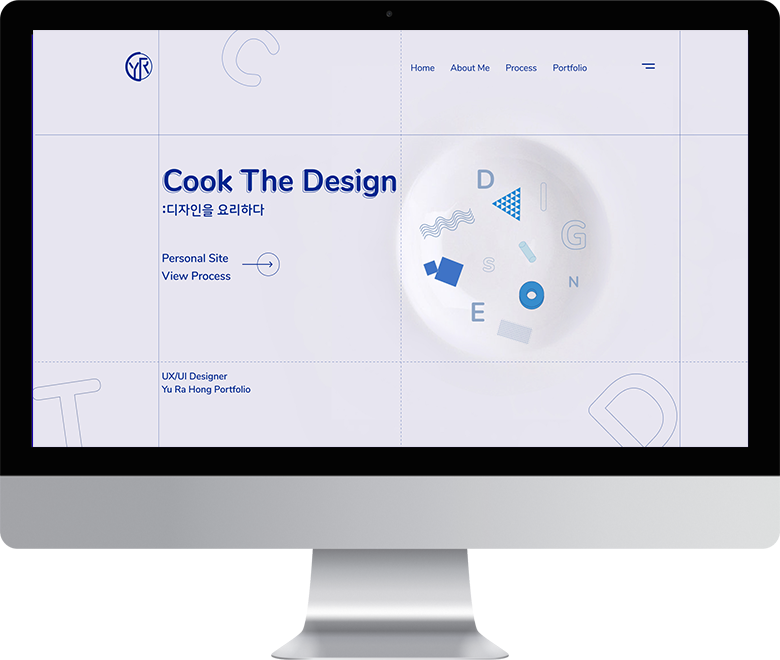 YR
C
Home About Me Process Portfolio
Cook The Design
:디자인을 요리하다
D
I
G
S
N
E
Personal Site
View Process
UX/UI Designer
Yu Ra Hong Portfolio
T
D